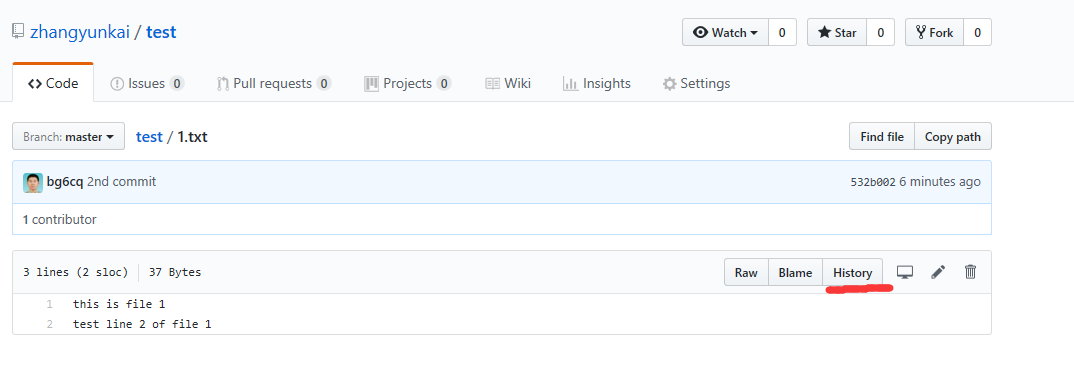 zhangyunkai / test
Watch 0 Star 0 Fork 0
Code Issues 0 Pull requests 0 Projects 0 Wiki Insights Settings
Branch: master test / 1.txt Find file Copy path
bg6cq 2nd commit 532b002 6 minutes ago
1 contributor
3 lines (2 sloc) 37 Bytes Raw Blame History
1 this is file 1
2 test line 2 of file 1